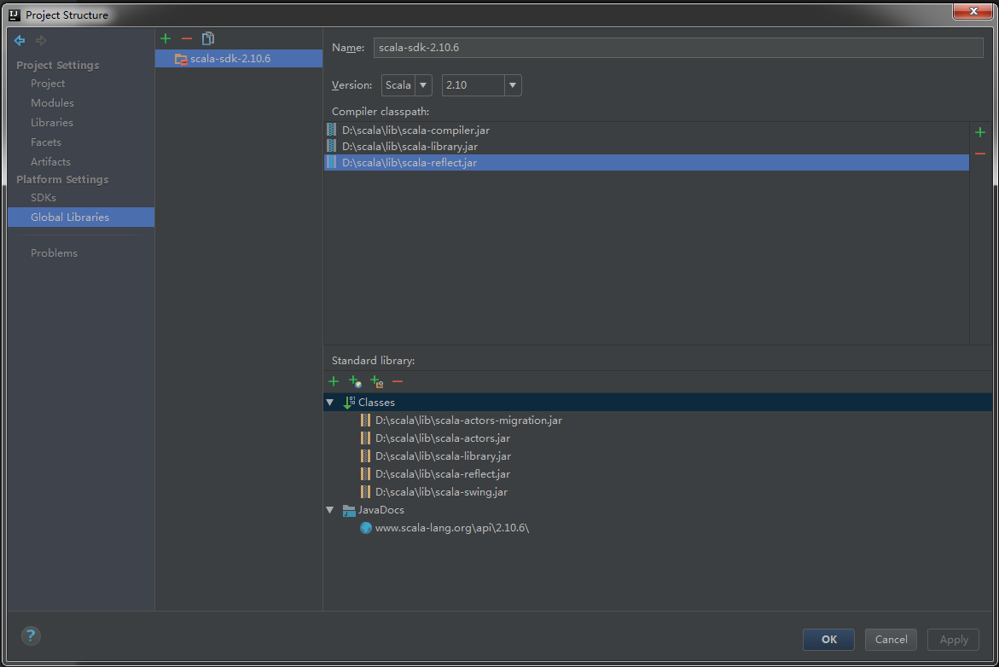 Project Structure
Project Settings
Project
Modules
Libraries
Facets
Artifacts
Platform Settings
SDKs
Global Libraries
Problems
scala-sdk-2.10.6
Name: scala-sdk-2.10.6
Version: Scala 2.10
Compiler classpath:
D:\scala\lib\scala-compiler.jar
D:\scala\lib\scala-library.jar
D:\scala\lib\scala-reflect.jar
Standard library:
Classes
D:\scala\lib\scala-actors-migration.jar
D:\scala\lib\scala-actors.jar
D:\scala\lib\scala-library.jar
D:\scala\lib\scala-reflect.jar
D:\scala\lib\scala-swing.jar
JavaDocs
www.scala-lang.org\api\2.10.6\
?
OK Cancel Apply